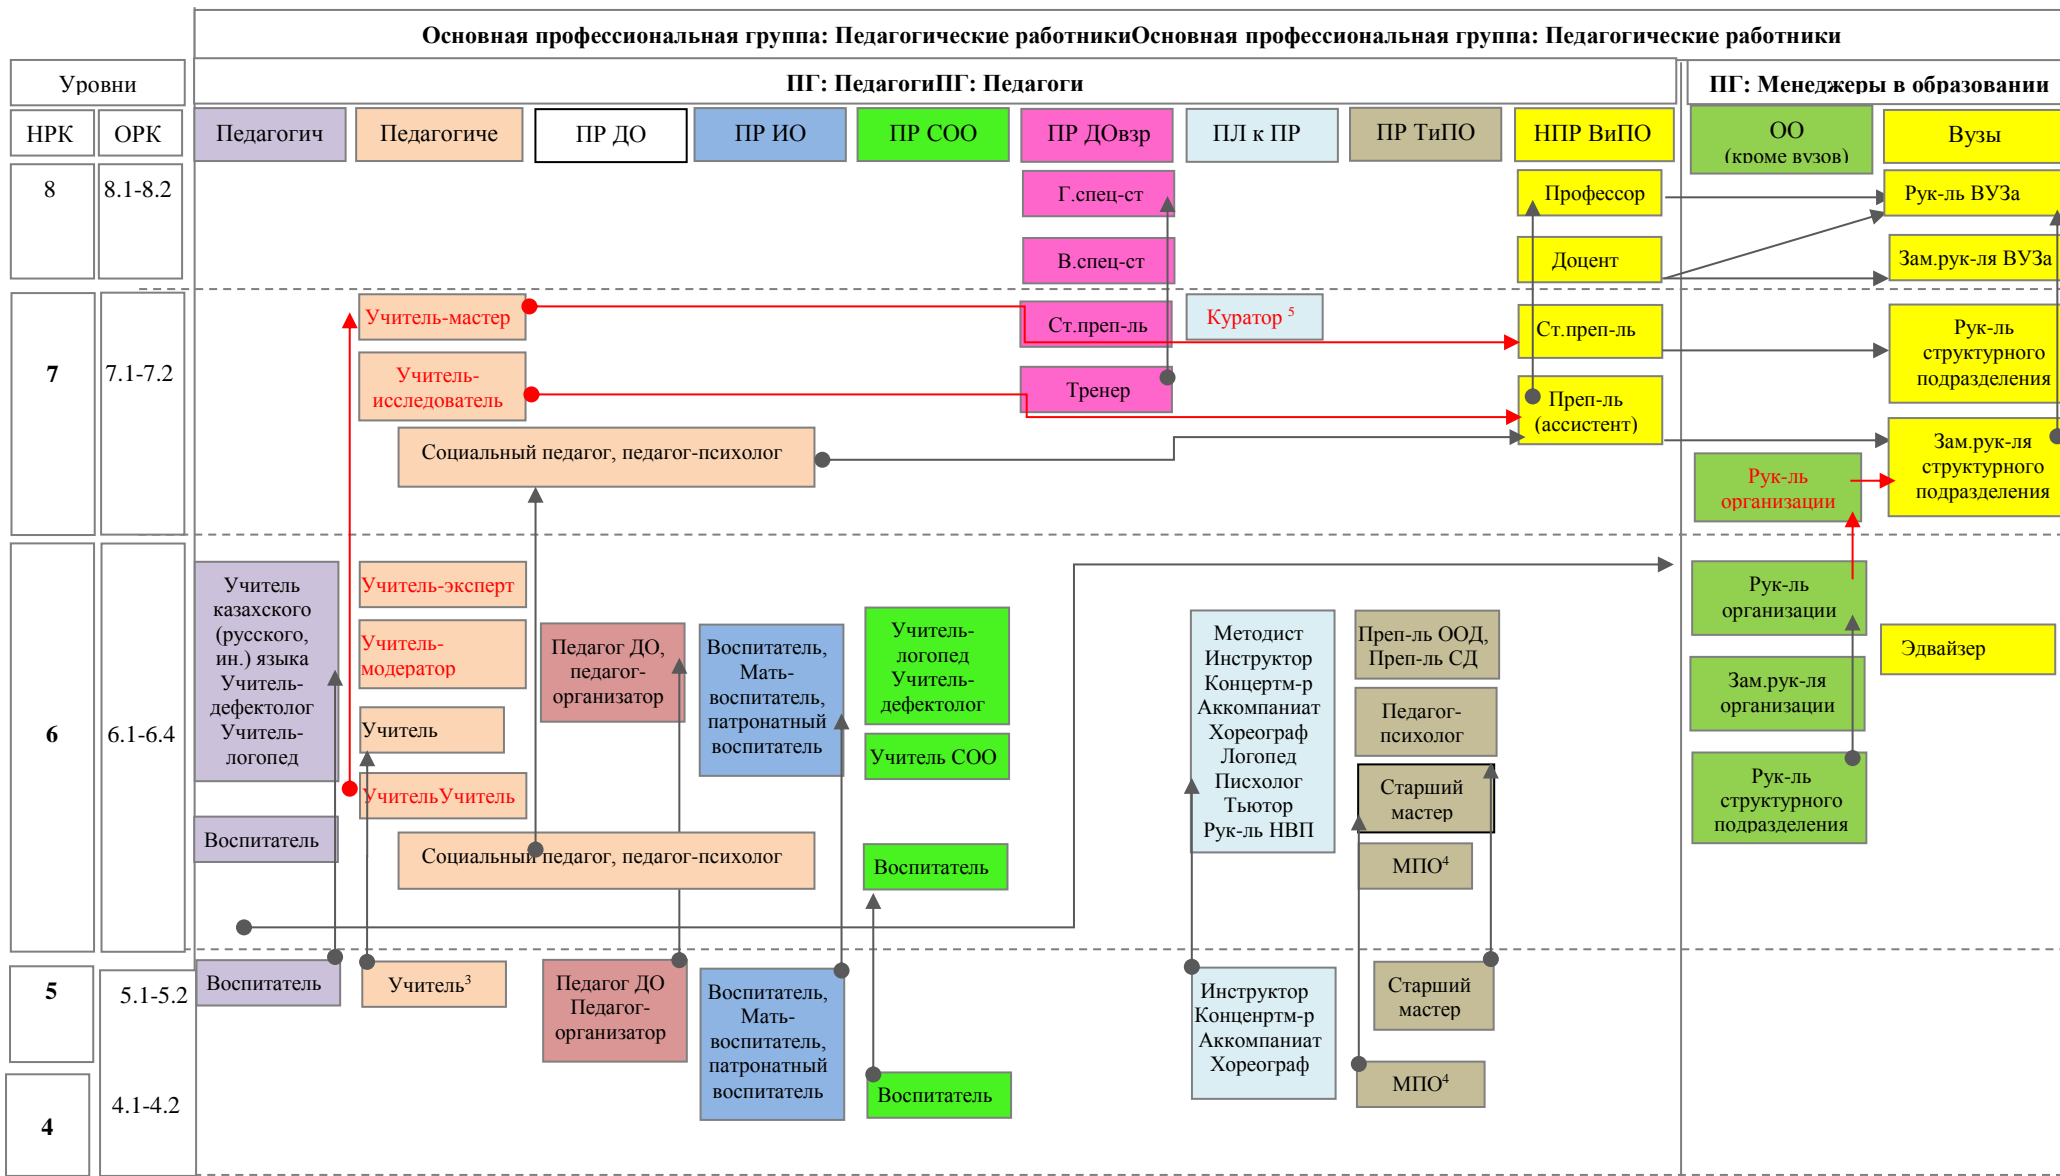 Основная профессиональная группа: Педагогические работникиОсновная профессиональная группа: Педагогические работники
Уровни
ПГ: ПедагогиПГ: Педагоги
ПГ: Менеджеры в образовании
НРК
ОРК
Педагогич
Педагогиче
ПР ДО
ПР ИО
ПР СОО
ПР ДОвзр
ПЛ к ПР
ПР ТиПО
НПР ВиПО
ОО
(кроме вузов)
Вузы
8
8.1-8.2
Г.спец-ст
Профессор
Рук-ль ВУЗа
В.спец-ст
Доцент
Зам.рук-ля ВУЗа
7
7.1-7.2
Учитель-мастер
Ст.преп-ль
Куратор 5
Ст.преп-ль
Рук-ль
структурного
подразделения
Учитель-
исследователь
Тренер
Преп-ль
(ассистент)
Социальный педагог, педагог-психолог
Зам.рук-ля
структурного
подразделения
Рук-ль
организации
6
6.1-6.4
Учитель
казахского
(русского,
ин.) языка
Учитель-
дефектолог
Учитель-
логопед
Воспитатель
Учитель-эксперт
Учитель-
модератор
Учитель
УчительУчитель
Социальный педагог, педагог-психолог
Педагог ДО,
педагог-
организатор
Воспитатель,
Мать-
воспитатель,
патронатный
воспитатель
Учитель-
логопед
Учитель-
дефектолог
Учитель СОО
Воспитатель
Методист
Инструктор
Концертм-р
Аккомпаниат
Хореограф
Логопед
Писхолог
Тьютор
Рук-ль НВП
Преп-ль ООД,
Преп-ль СД
Педагог-
психолог
Старший
мастер
МПО4
Рук-ль
организации
Зам.рук-ля
организации
Рук-ль
структурного
подразделения
Эдвайзер
5
5.1-5.2
4
4.1-4.2
Воспитатель
Учитель3
Педагог ДО
Педагог-
организатор
Воспитатель,
Мать-
воспитатель,
патронатный
воспитатель
Воспитатель
Инструктор
Конценртм-р
Аккомпаниат
Хореограф
Старший
мастер
МПО4